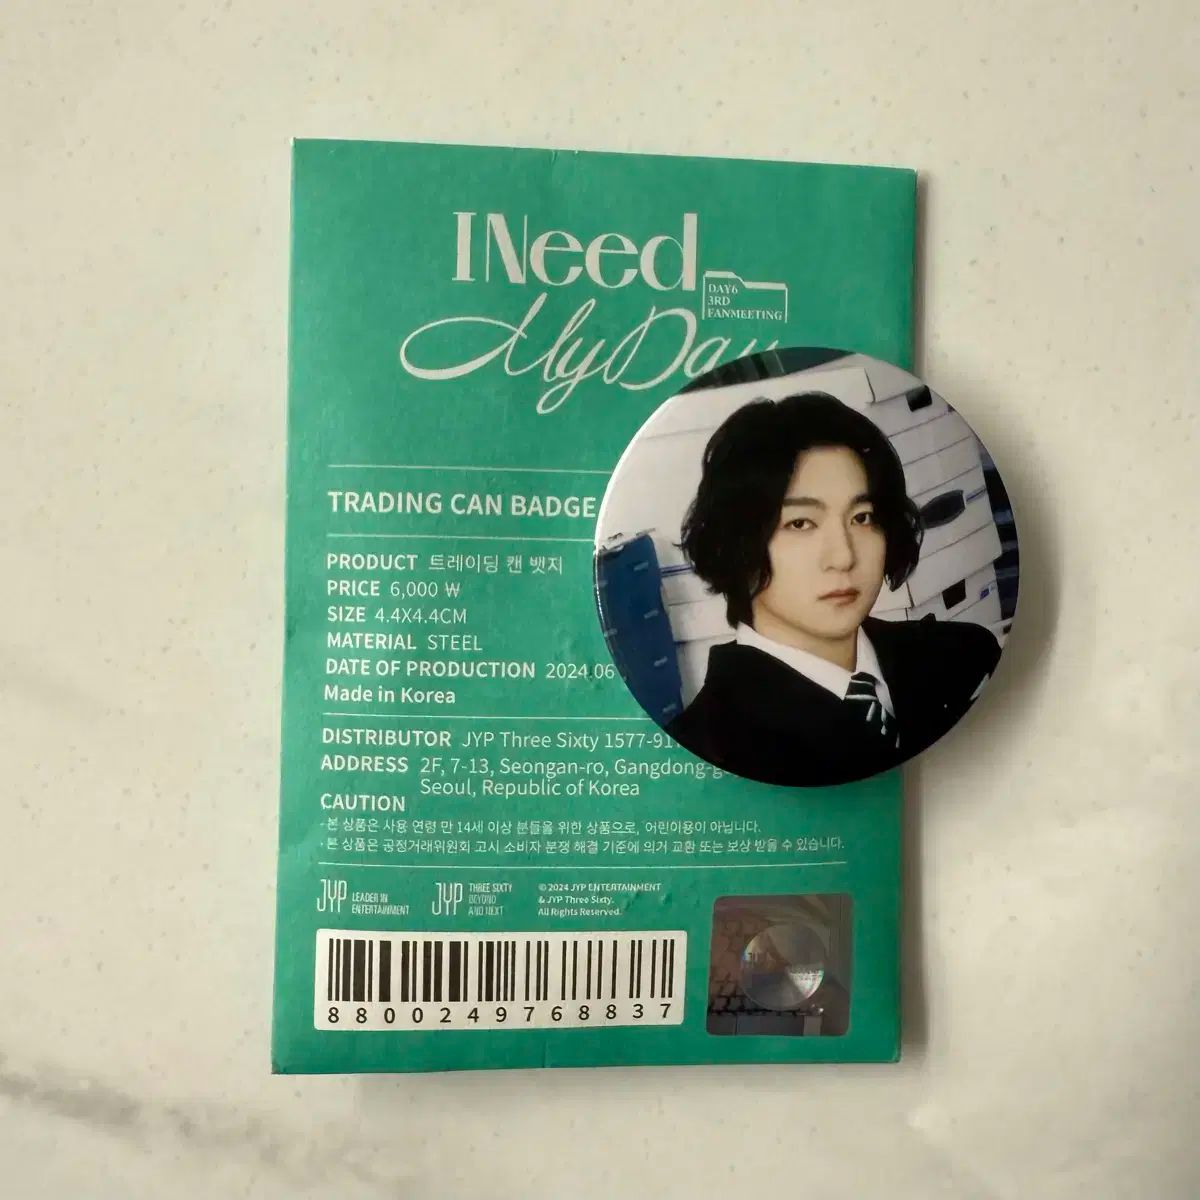 I Need
DAY6
3RD
FANMEETING
My Day
TRADING CAN BADGE
PRODUCT 트레이딩 캔 뱃지
PRICE 6,000 ₩
SIZE 4.4X4.4CM
MATERIAL STEEL
DATE OF PRODUCTION 2024.06
Made in Korea
DISTRIBUTOR JYP Three Sixty 1577-91
ADDRESS 2F, 7-13, Seongan-ro, Gangdong-g
Seoul, Republic of Korea
CAUTION
· 본 상품은 사용 연령 만 14세 이상 분들을 위한 상품으로, 어린이용이 아닙니다.
· 본 상품은 공정거래위원회 고시 소비자 분쟁 해결 기준에 의거 교환 또는 보상 받을 수 있습니다.
JYP LEADER IN
ENTERTAINMENT
JYP THREE SIXTY
BEYOND
AND NEXT
© 2024 JYP ENTERTAINMENT
& JYP Three Sixty.
All Rights Reserved.
8800249768837